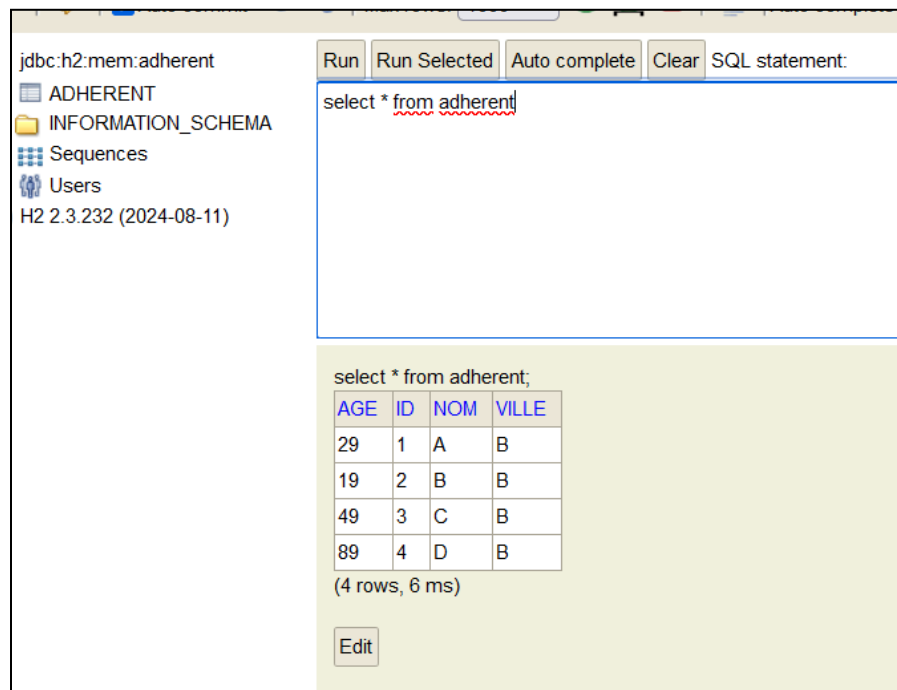 jdbc:h2:mem:adherent
ADHERENT
INFORMATION_SCHEMA
Sequences
Users
H2 2.3.232 (2024-08-11)
Run Run Selected Auto complete Clear SQL statement:
select * from adherent
select * from adherent;
AGE ID NOM VILLE
29 1 A B
19 2 B B
49 3 C B
89 4 D B
(4 rows, 6 ms)
Edit